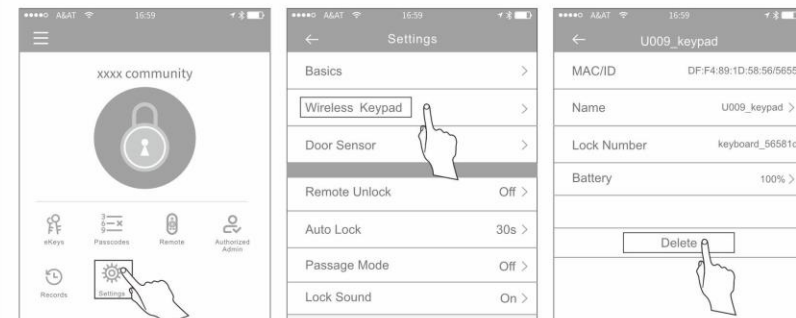 A&AT 16:59
xxxx community
eKeys Passcodes Remote Authorized Admin
Records Settings
A&AT 16:59
Settings
Basics
Wireless Keypad
Door Sensor
Remote Unlock Off
Auto Lock 30s
Passage Mode Off
Lock Sound On
A&AT 16:59
U009_keypad
MAC/ID DF:F4:89:1D:58:56/5655
Name U009_keypad
Lock Number keyboard_56581c
Battery 100%
Delete